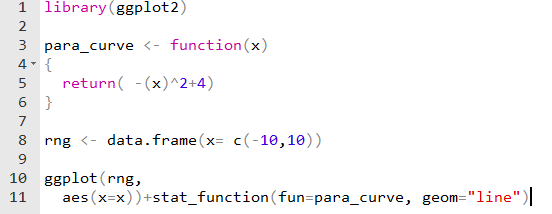 1 library(ggplot2)
2
3 para_curve <- function(x)
4 {
5   return( -(x)^2+4)
6 }
7
8 rng <- data.frame(x= c(-10,10))
9
10 ggplot(rng,
11   aes(x=x))+stat_function(fun=para_curve, geom="line")